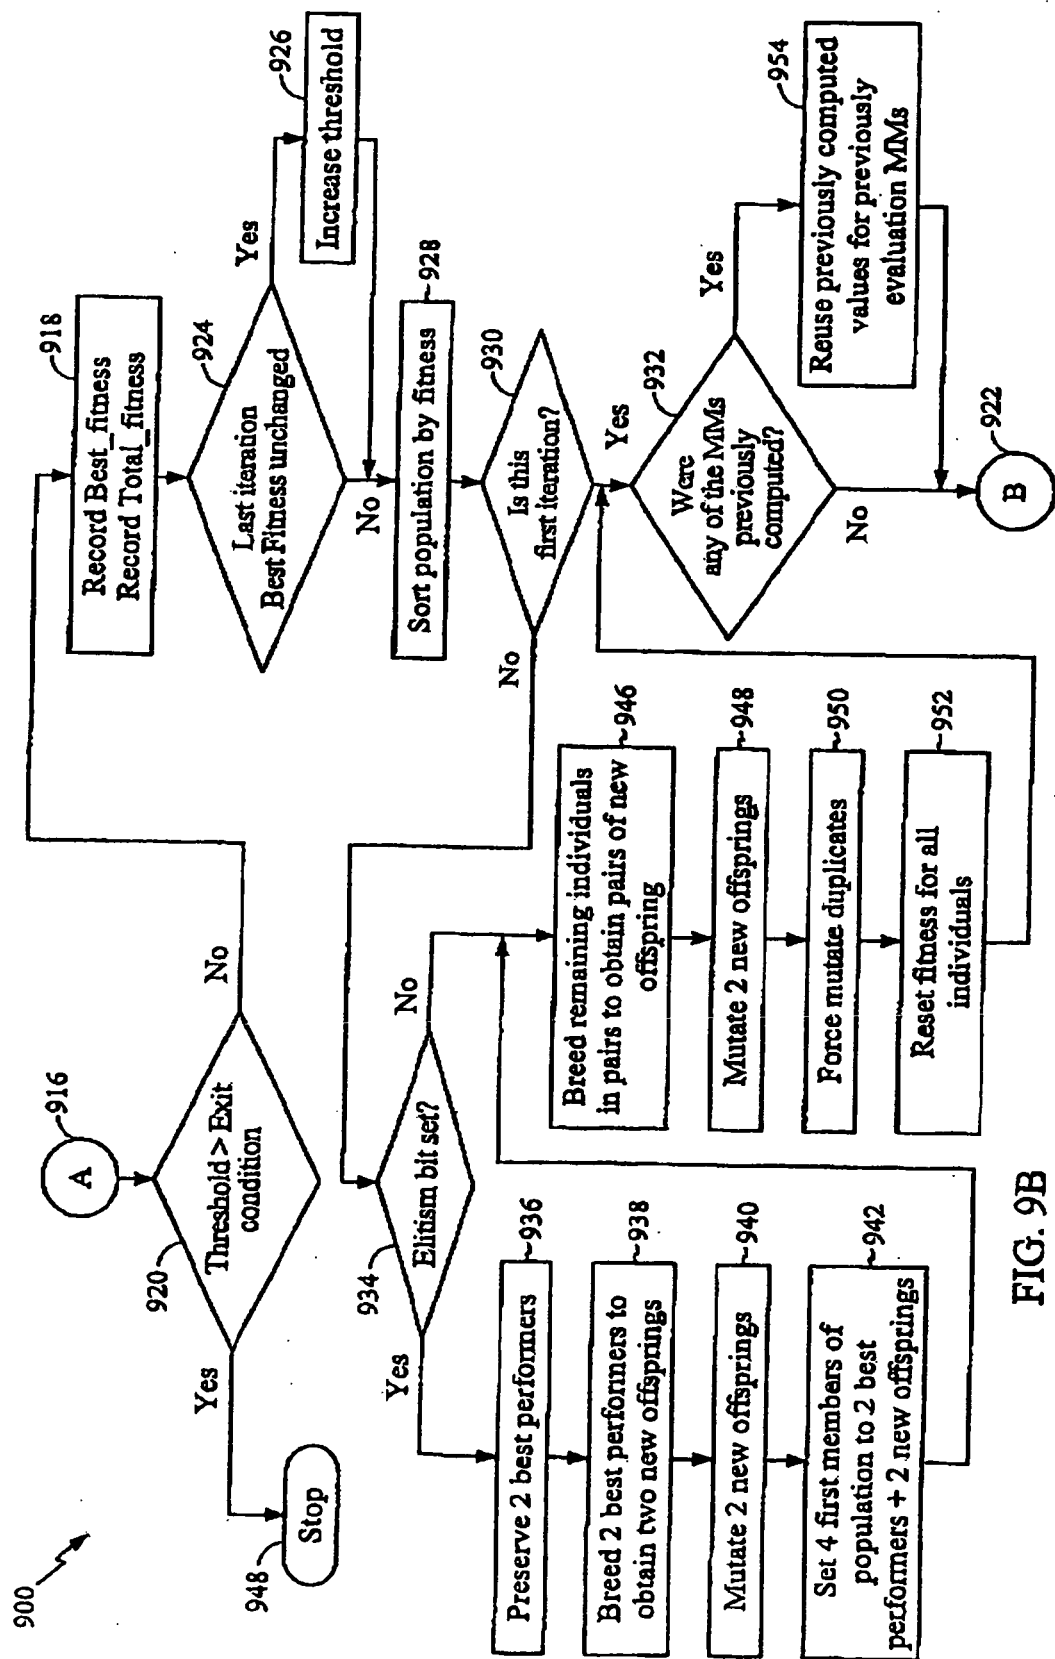 900
A
916
Threshold > Exit
condition
920
Yes
No
Stop
948
Record Best_fitness
Record Total_fitness
918
Last iteration
Best Fitness unchanged
924
Yes
No
Increase threshold
926
Sort population by fitness
928
Is this
first iteration?
930
No
Yes
Elitism bit set?
934
Yes
No
Preserve 2 best performers
936
Breed 2 best performers to
obtain two new offsprings
938
Mutate 2 new offsprings
940
Set 4 first members of
population to 2 best
performers + 2 new offsprings
942
Breed remaining individuals
in pairs to obtain pairs of new
offspring
946
Mutate 2 new offsprings
948
Force mutate duplicates
950
Reset fitness for all
individuals
952
Were
any of the MMs
previously
computed?
932
Yes
No
Reuse previously computed
values for previously
evaluation MMs
954
B
922
FIG. 9B